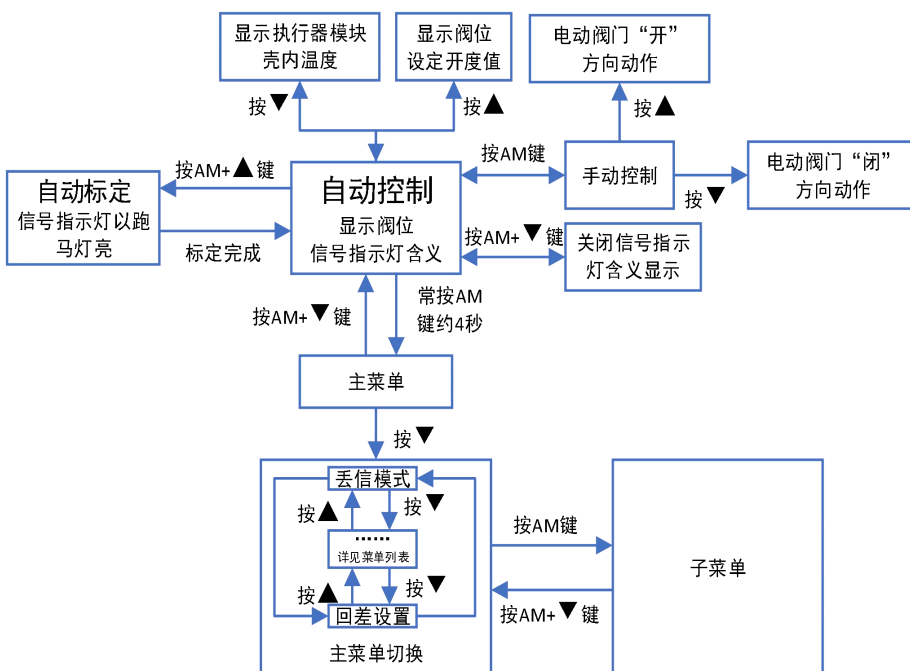 显示执行器模块
壳内温度
显示阀位
设定开度值
电动阀门“开”
方向动作
按▼
按▲
按▲
按AM+▲键
自动控制
显示阀位
信号指示灯含义
按AM键
手动控制
按▼
电动阀门“闭”
方向动作
自动标定
信号指示灯以跑
马灯亮
标定完成
按AM+▼键
关闭信号指示
灯含义显示
按AM+▼键
常按AM
键约4秒
主菜单
按▼
丢信模式
按▲
按▼
······
详见菜单列表
按▲
按▼
回差设置
主菜单切换
按AM键
按AM+▼键
子菜单